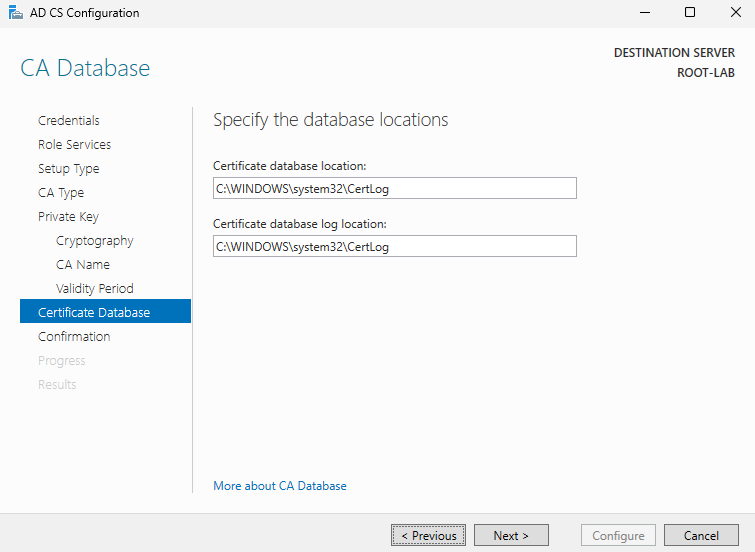 AD CS Configuration
CA Database
DESTINATION SERVER
ROOT-LAB
Credentials
Role Services
Setup Type
CA Type
Private Key
Cryptography
CA Name
Validity Period
Certificate Database
Confirmation
Progress
Results
Specify the database locations
Certificate database location:
C:\WINDOWS\system32\CertLog
Certificate database log location:
C:\WINDOWS\system32\CertLog
More about CA Database
< Previous
Next >
Configure
Cancel